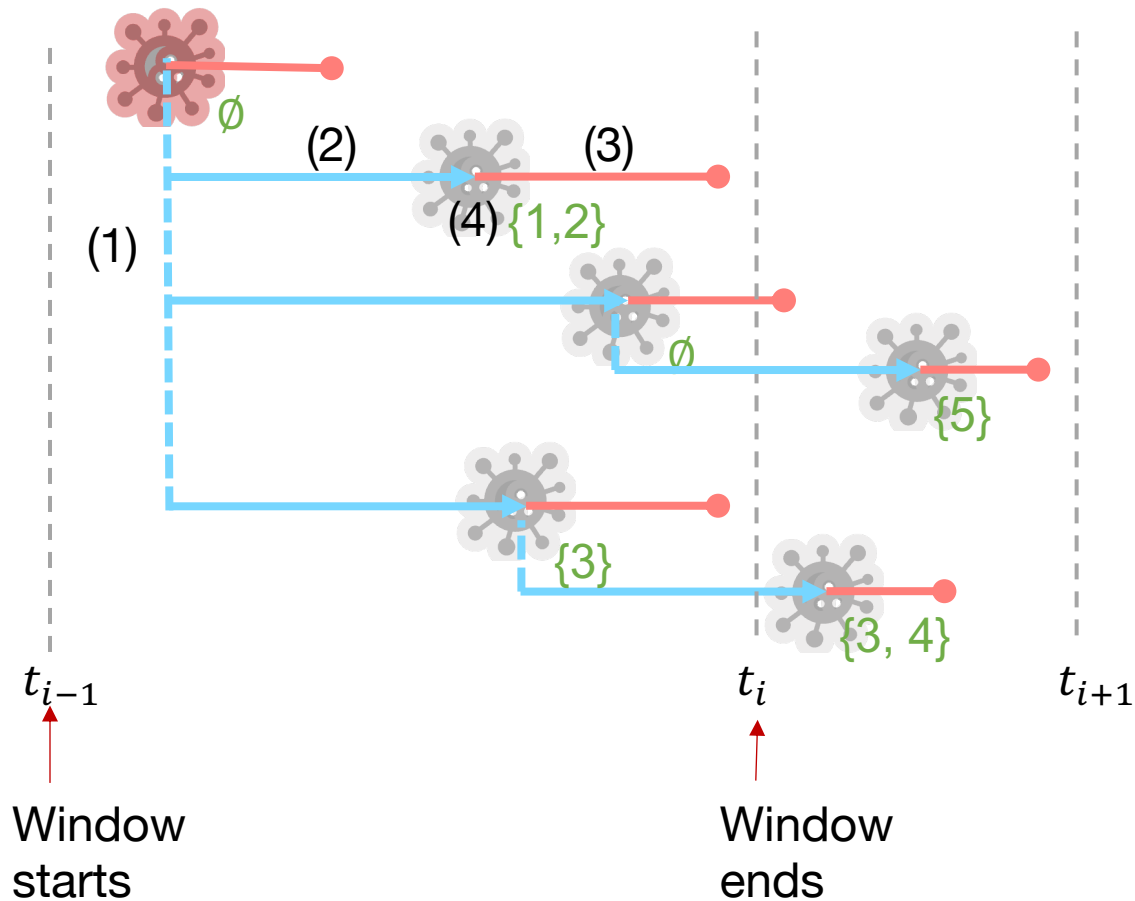 ∅
(2)
(3)
(4) {1,2}
(1)
∅
{5}
{3}
{3, 4}
t_{i−1}
t_i
t_{i+1}
Window
starts
Window
ends